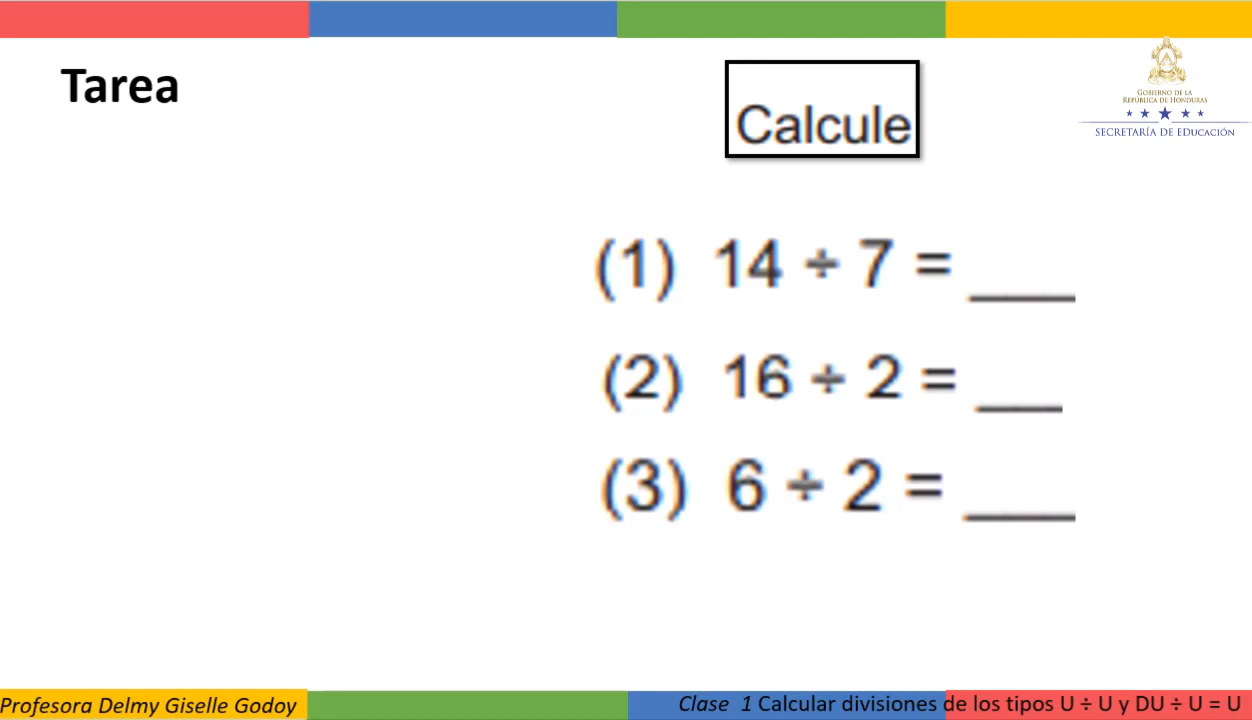 Tarea
Calcule
GOBIERNO DE LA
REPÚBLICA DE HONDURAS
SECRETARÍA DE EDUCACIÓN
(1) 14 ÷ 7 = ___
(2) 16 ÷ 2 = ___
(3) 6 ÷ 2 = ___
Profesora Delmy Giselle Godoy
Clase 1 Calcular divisiones de los tipos U ÷ U y DU ÷ U = U